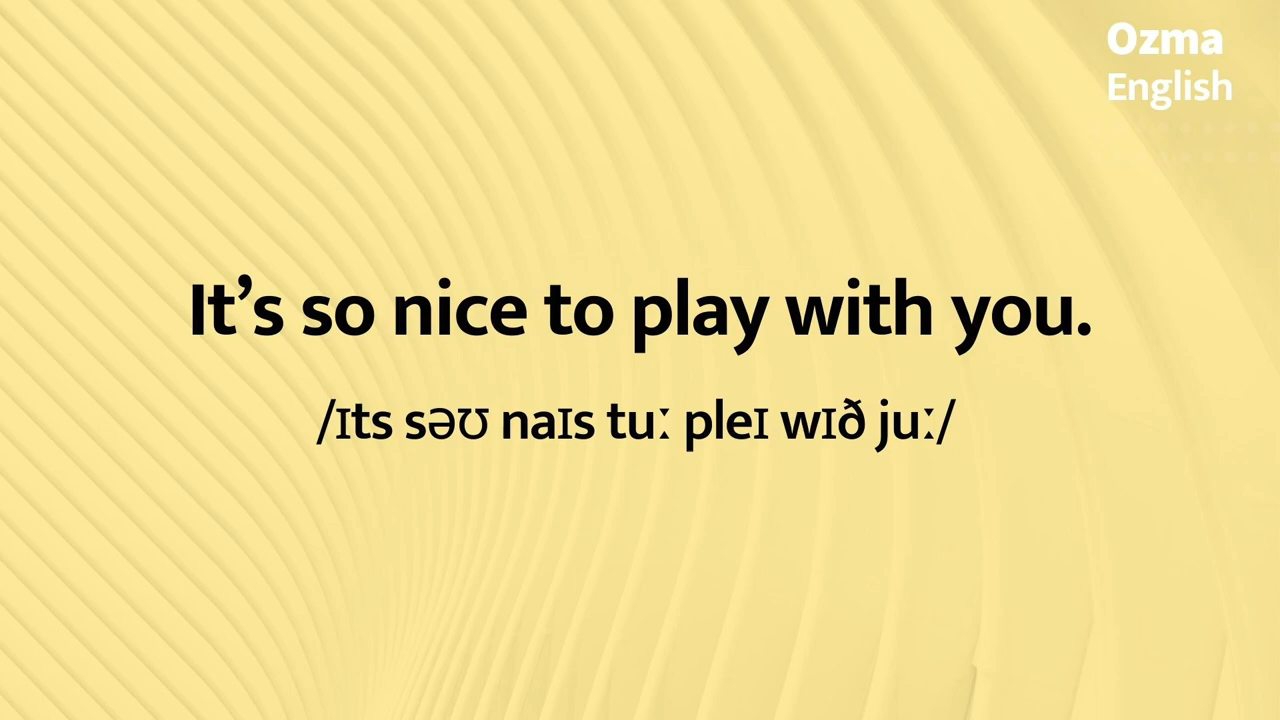 Ozma
English
It’s so nice to play with you.
/ɪts səʊ naɪs tuː pleɪ wɪð juː/